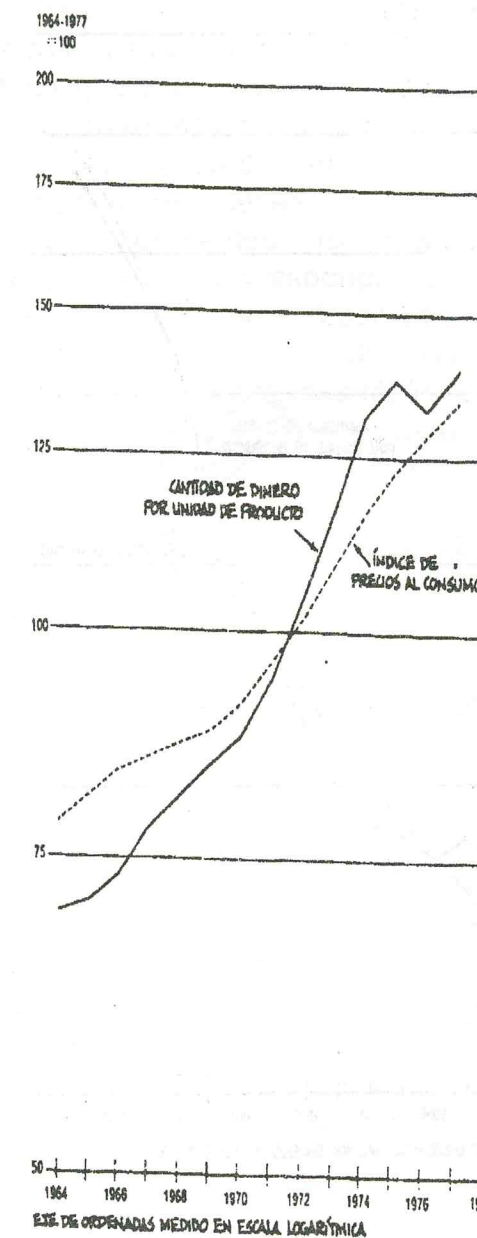 1964-1977
=100
200
175
150
125
CANTIDAD DE DINERO
POR UNIDAD DE PRODUCTO
ÍNDICE DE
PRECIOS AL CONSUMO
100
75
50
1964 1966 1968 1970 1972 1974 1976
EJE DE ORDENADAS MEDIDO EN ESCALA LOGARÍTMICA